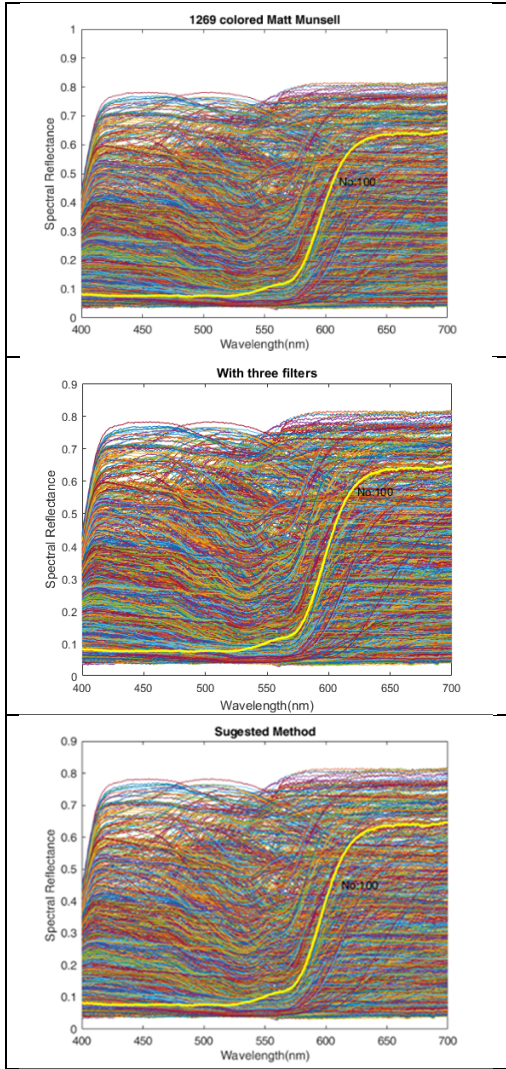 1269 colored Matt Munsell
1
0.9
0.8
0.7
0.6
0.5
0.4
0.3
0.2
0.1
0
Spectral Reflectance
No:100
400 450 500 550 600 650 700
Wavelength(nm)
With three filters
0.9
0.8
0.7
0.6
0.5
0.4
0.3
0.2
0.1
0
Spectral Reflectance
No:100
400 450 500 550 600 650 700
Wavelength(nm)
Sugested Method
0.9
0.8
0.7
0.6
0.5
0.4
0.3
0.2
0.1
0
Spectral Reflectance
No:100
400 450 500 550 600 650 700
Wavelength(nm)